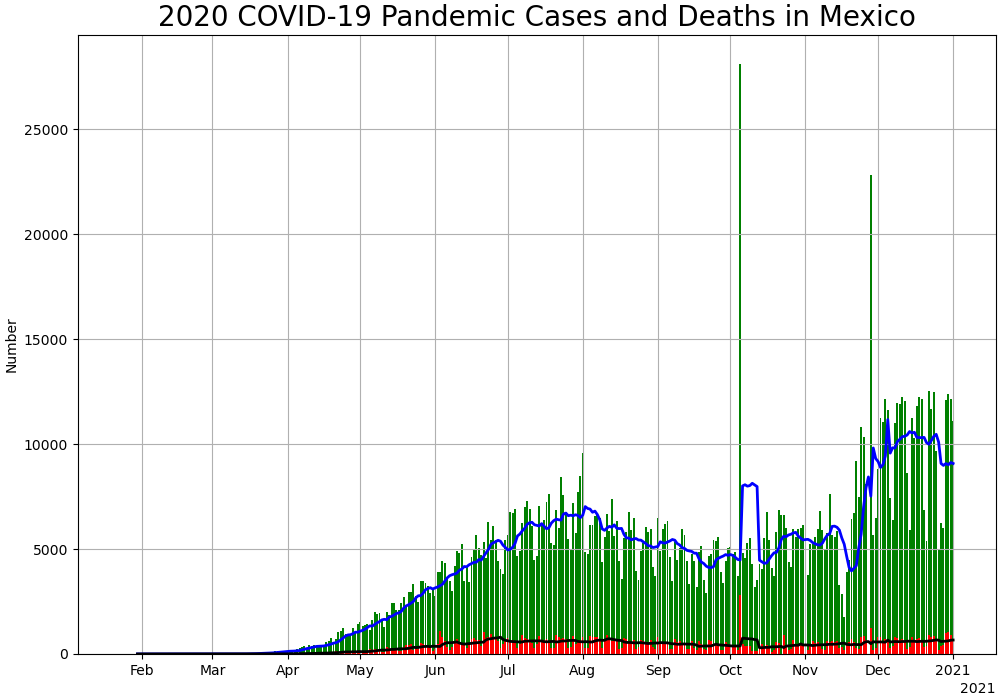 2020 COVID-19 Pandemic Cases and Deaths in Mexico
25000
20000
15000
10000
5000
0
Number
Feb Mar Apr May Jun Jul Aug Sep Oct Nov Dec 2021
2021